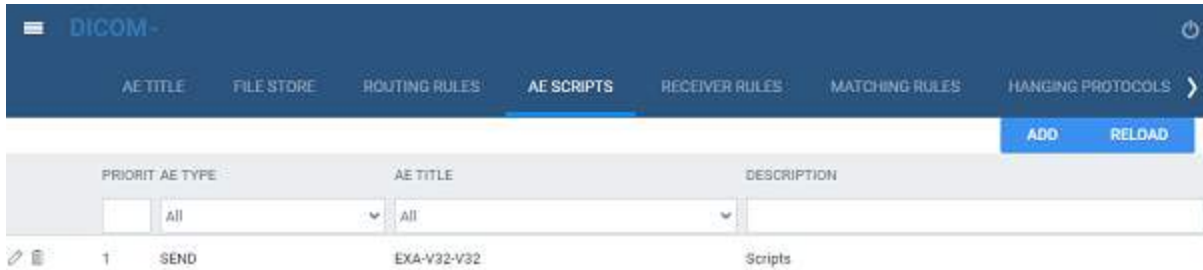 DICOM-
AE TITLE FILE STORE ROUTING RULES AE SCRIPTS RECEIVER RULES MATCHING RULES HANGING PROTOCOLS
ADD RELOAD
PRIORIT AE TYPE AE TITLE DESCRIPTION
All All
1 SEND EXA-V32-V32 Scripts